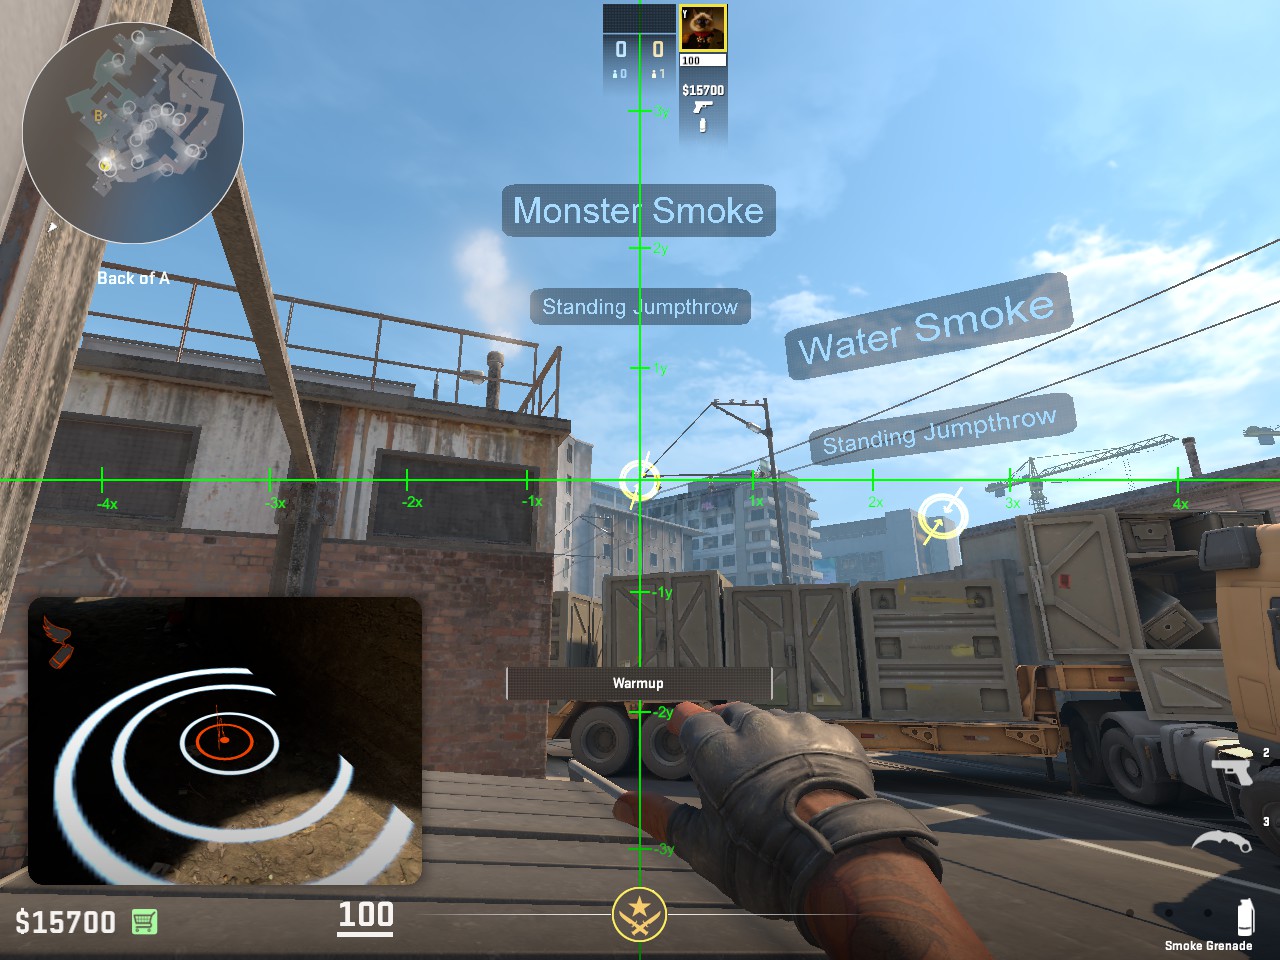 0 0
0 1
Y
100
$15700
3y
Monster Smoke
2y
B
Back of A
Standing Jumpthrow
Water Smoke
1y
Standing Jumpthrow
-4x -3x -2x -1x 1x 2x 3x 4x
-1y
Warmup
-2y
2
3
-3y
$15700
100
Smoke Grenade